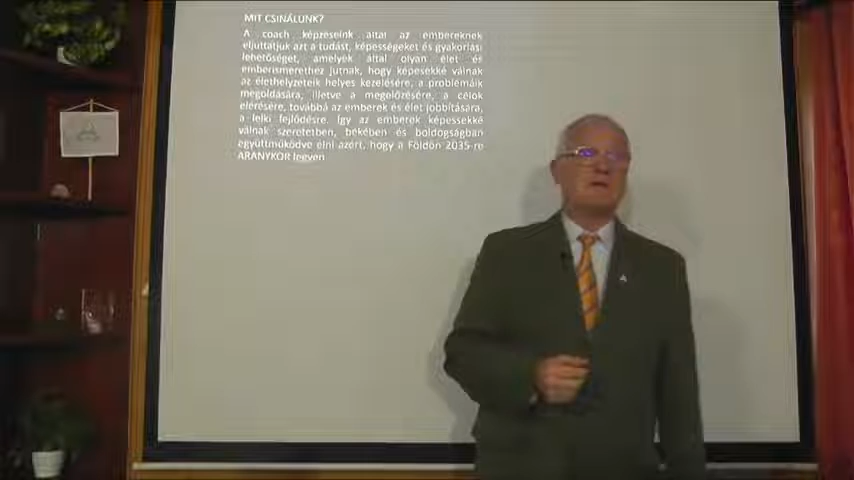 MIT CSINÁLUNK?
A coach képzéseink által az embereknek
eljuttatjuk azt a tudást, képességeket és gyakorlási
lehetőséget, amelyek által olyan élet és
emberismerethez jutnak, hogy képesekké válnak
az élethelyzeteik helyes kezelésére, a problémáik
megoldására, illetve a megelőzésére, a célok
elérésére, továbbá az emberek és élet jobbítására,
a lelki fejlődésre. Így az emberek képessekké
válnak szeretetben, békében és boldogságban
együttműködve élni azért, hogy a Földön 2035-re
ARANYKOR legyen